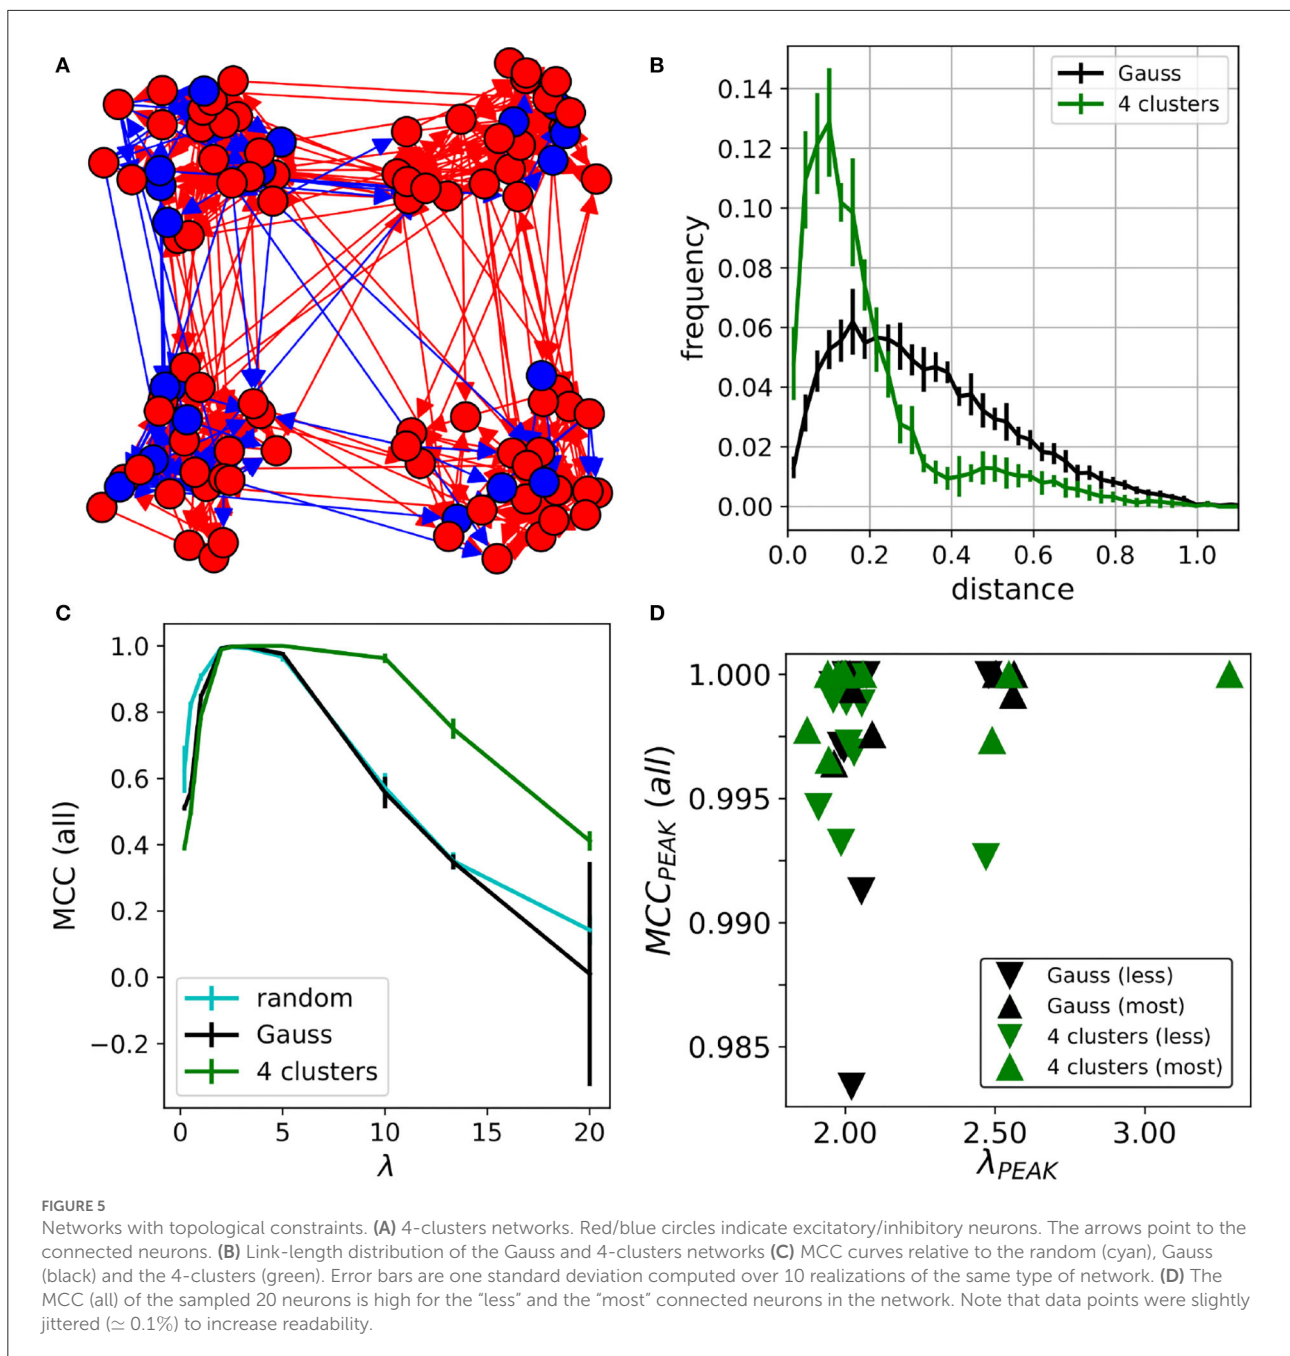 A
B
Gauss
4 clusters
0.14
0.12
0.10
0.08
0.06
0.04
0.02
0.00
frequency
0.0 0.2 0.4 0.6 0.8 1.0
distance
C
1.0
0.8
0.6
0.4
0.2
0.0
−0.2
MCC (all)
random
Gauss
4 clusters
0 5 10 15 20
λ
D
1.000
0.995
0.990
0.985
MCC_PEAK (all)
Gauss (less)
Gauss (most)
4 clusters (less)
4 clusters (most)
2.00 2.50 3.00
λ_PEAK
FIGURE 5
Networks with topological constraints. (A) 4-clusters networks. Red/blue circles indicate excitatory/inhibitory neurons. The arrows point to the
connected neurons. (B) Link-length distribution of the Gauss and 4-clusters networks (C) MCC curves relative to the random (cyan), Gauss
(black) and the 4-clusters (green). Error bars are one standard deviation computed over 10 realizations of the same type of network. (D) The
MCC (all) of the sampled 20 neurons is high for the “less” and the “most” connected neurons in the network. Note that data points were slightly
jittered (≃ 0.1%) to increase readability.